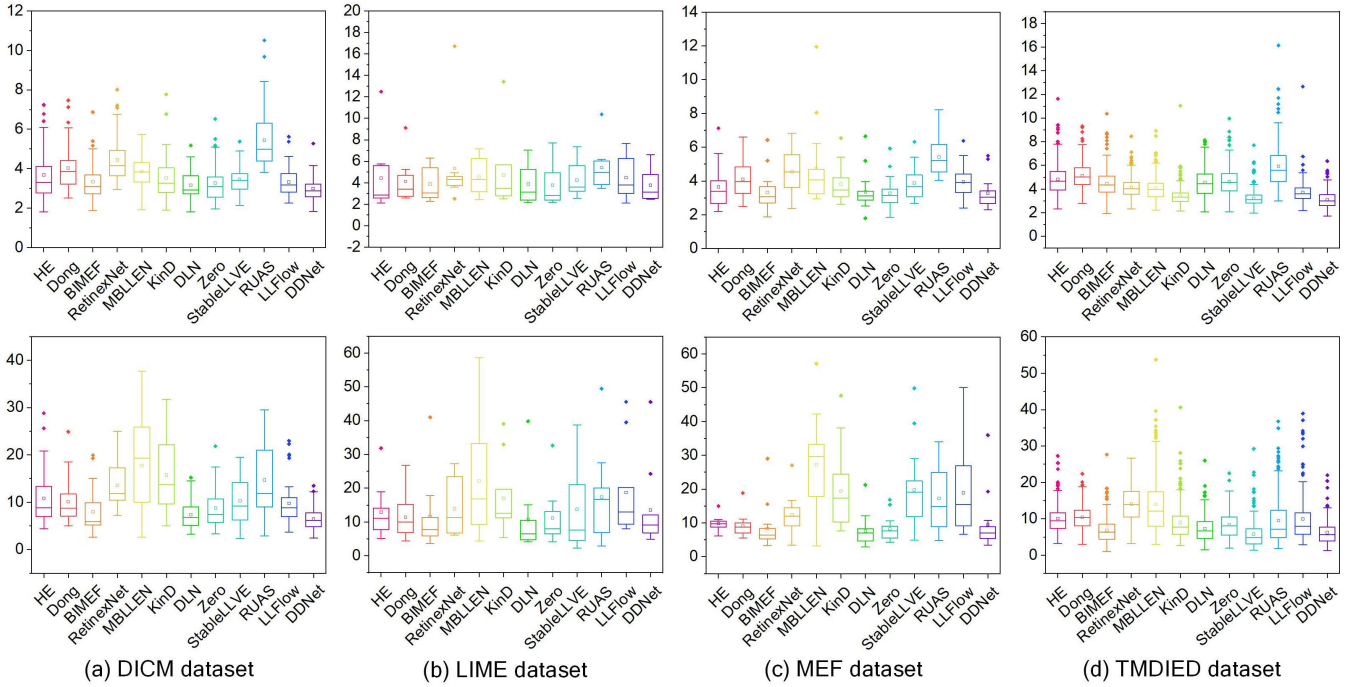 12
10
8
6
4
2
0
HE
Dong
BIMEF
RetinexNet
MBLLEN
KinD
DLN
Zero
StableLLVE
RUAS
LLFlow
DDNet
20
18
16
14
12
10
8
6
4
2
0
-2
HE
Dong
BIMEF
RetinexNet
MBLLEN
KinD
DLN
Zero
StableLLVE
RUAS
LLFlow
DDNet
14
12
10
8
6
4
2
0
HE
Dong
BIMEF
RetinexNet
MBLLEN
KinD
DLN
Zero
StableLLVE
RUAS
LLFlow
DDNet
18
16
14
12
10
8
6
4
2
0
HE
Dong
BIMEF
RetinexNet
MBLLEN
KinD
DLN
Zero
StableLLVE
RUAS
LLFlow
DDNet
40
30
20
10
0
HE
Dong
BIMEF
RetinexNet
MBLLEN
KinD
DLN
Zero
StableLLVE
RUAS
LLFlow
DDNet
60
50
40
30
20
10
0
HE
Dong
BIMEF
RetinexNet
MBLLEN
KinD
DLN
Zero
StableLLVE
RUAS
LLFlow
DDNet
60
50
40
30
20
10
0
HE
Dong
BIMEF
RetinexNet
MBLLEN
KinD
DLN
Zero
StableLLVE
RUAS
LLFlow
DDNet
60
50
40
30
20
10
0
HE
Dong
BIMEF
RetinexNet
MBLLEN
KinD
DLN
Zero
StableLLVE
RUAS
LLFlow
DDNet
(a) DICM dataset
(b) LIME dataset
(c) MEF dataset
(d) TMDIED dataset